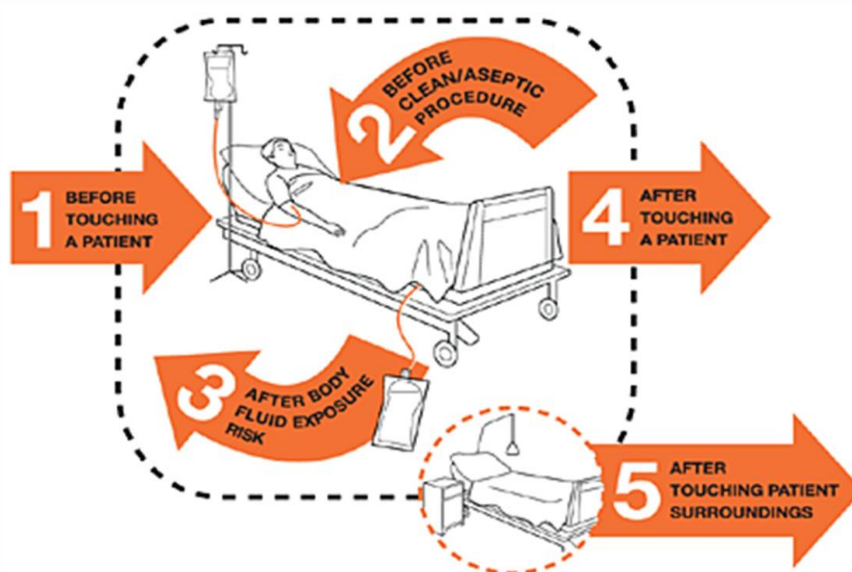 1 BEFORE
TOUCHING
A PATIENT
2 BEFORE
CLEAN/ASEPTIC
PROCEDURE
3 AFTER BODY
FLUID EXPOSURE
RISK
4 AFTER
TOUCHING
A PATIENT
5 AFTER
TOUCHING PATIENT
SURROUNDINGS